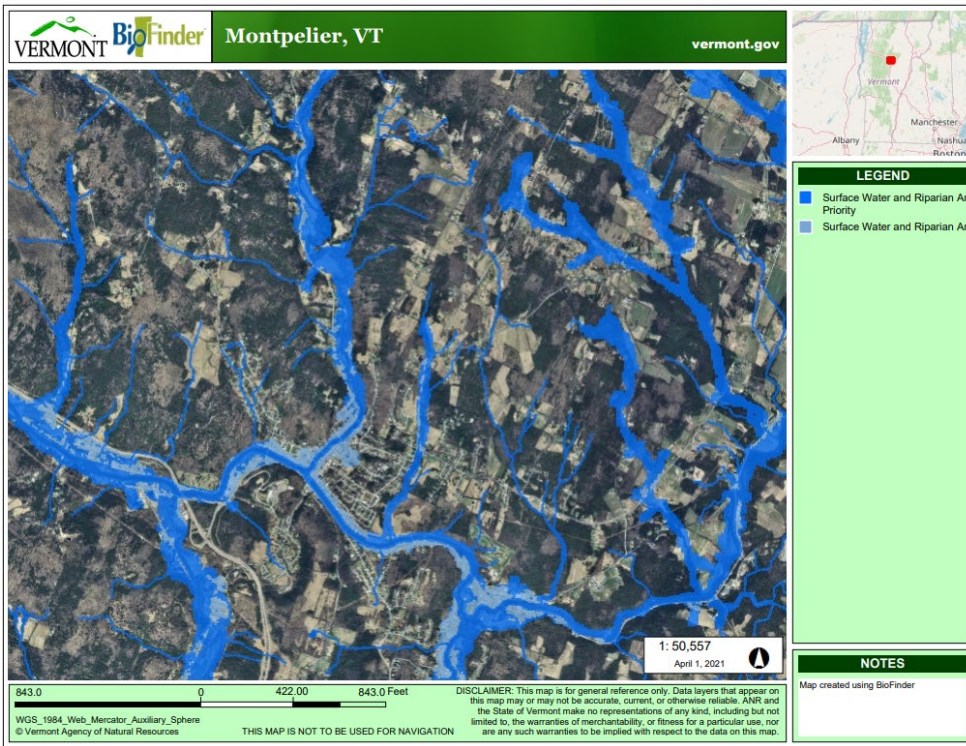 VERMONT BioFinder
Montpelier, VT
vermont.gov
Vermont
Manchester
Albany
Nashua
Boston
LEGEND
Surface Water and Riparian Ar
Priority
Surface Water and Riparian Ar
1: 50,557
April 1, 2021
NOTES
Map created using BioFinder
843.0 0 422.00 843.0 Feet
WGS_1984_Web_Mercator_Auxiliary_Sphere
© Vermont Agency of Natural Resources
THIS MAP IS NOT TO BE USED FOR NAVIGATION
DISCLAIMER: This map is for general reference only. Data layers that appear on
this map may or may not be accurate, current, or otherwise reliable. ANR and
the State of Vermont make no representations of any kind, including but not
limited to, the warranties of merchantability, or fitness for a particular use, nor
are any such warranties to be implied with respect to the data on this map.